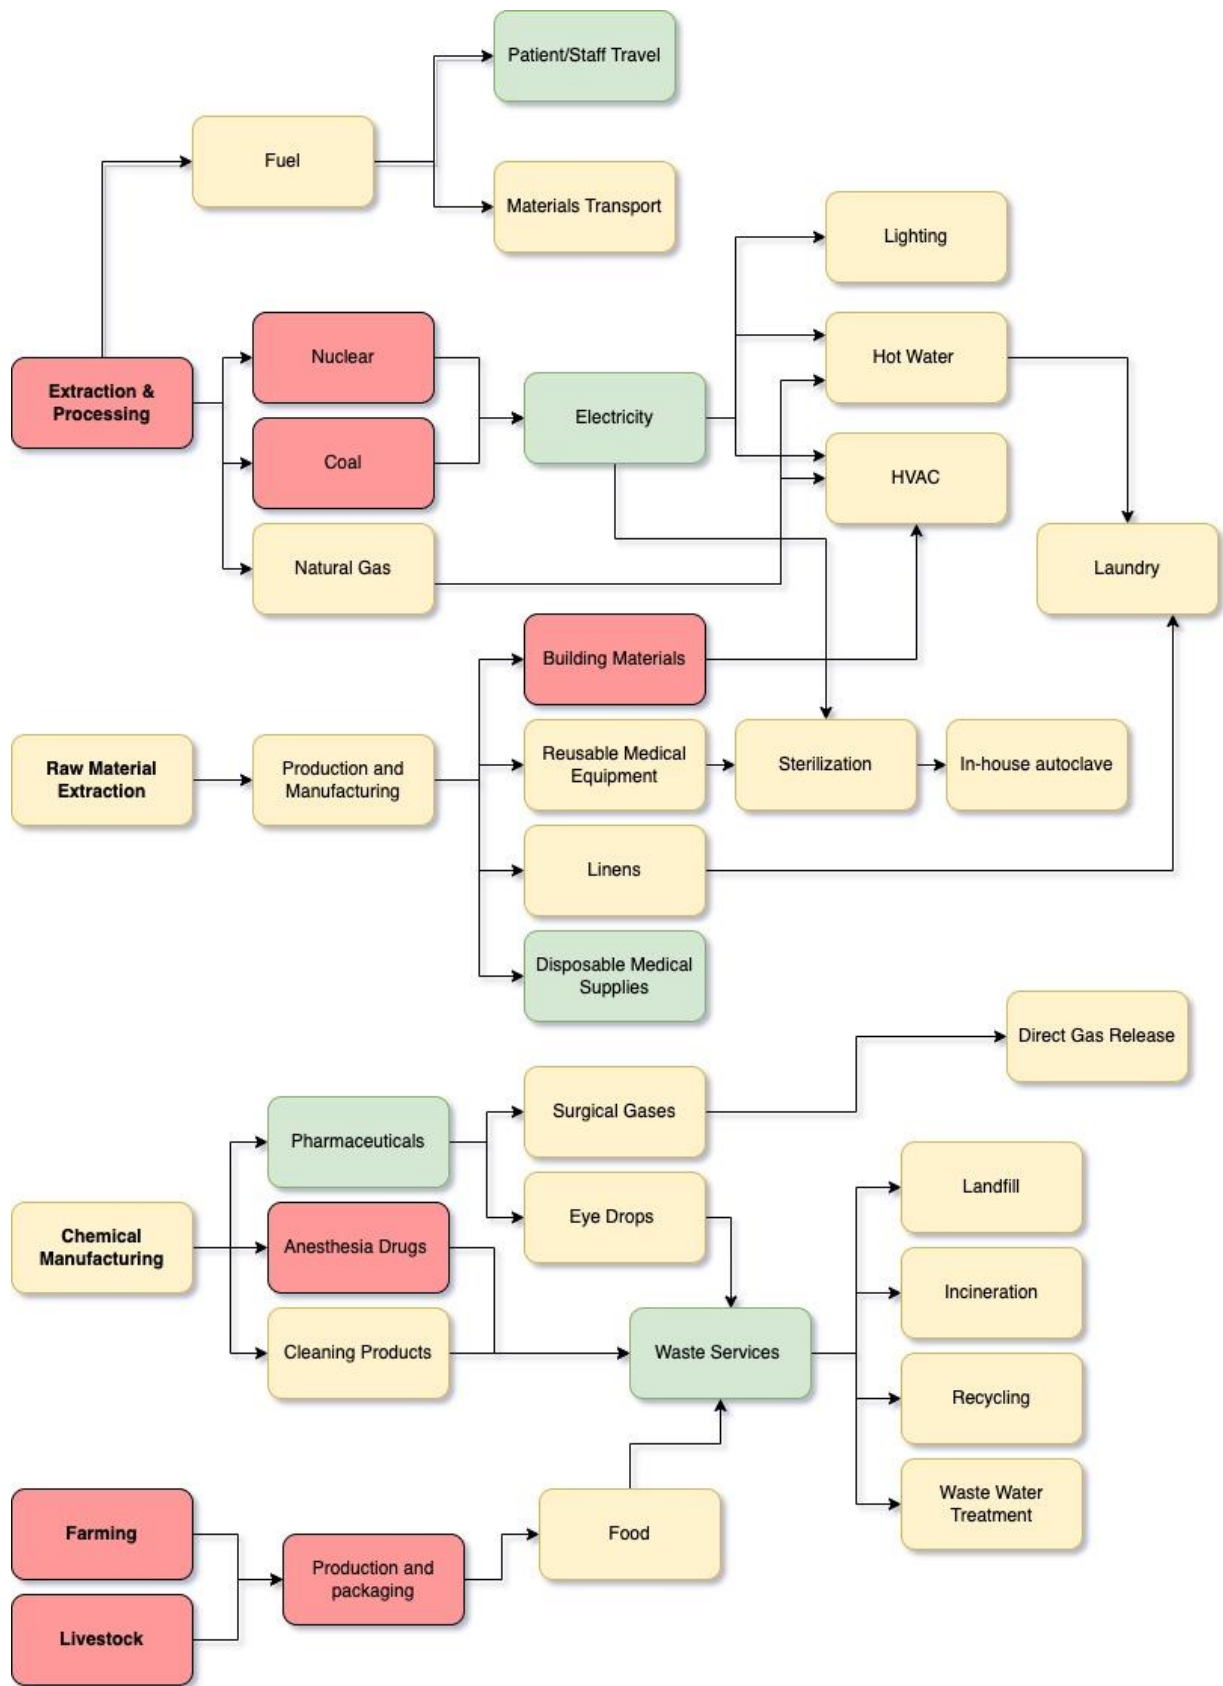 Patient/Staff Travel
Fuel
Materials Transport
Lighting
Nuclear
Hot Water
Extraction &
Processing
Electricity
Coal
HVAC
Natural Gas
Laundry
Building Materials
Raw Material
Extraction
Production and
Manufacturing
Reusable Medical
Equipment
Sterilization
In-house autoclave
Linens
Disposable Medical
Supplies
Direct Gas Release
Surgical Gases
Pharmaceuticals
Landfill
Eye Drops
Chemical
Manufacturing
Anesthesia Drugs
Incineration
Cleaning Products
Waste Services
Recycling
Waste Water
Treatment
Farming
Food
Production and
packaging
Livestock